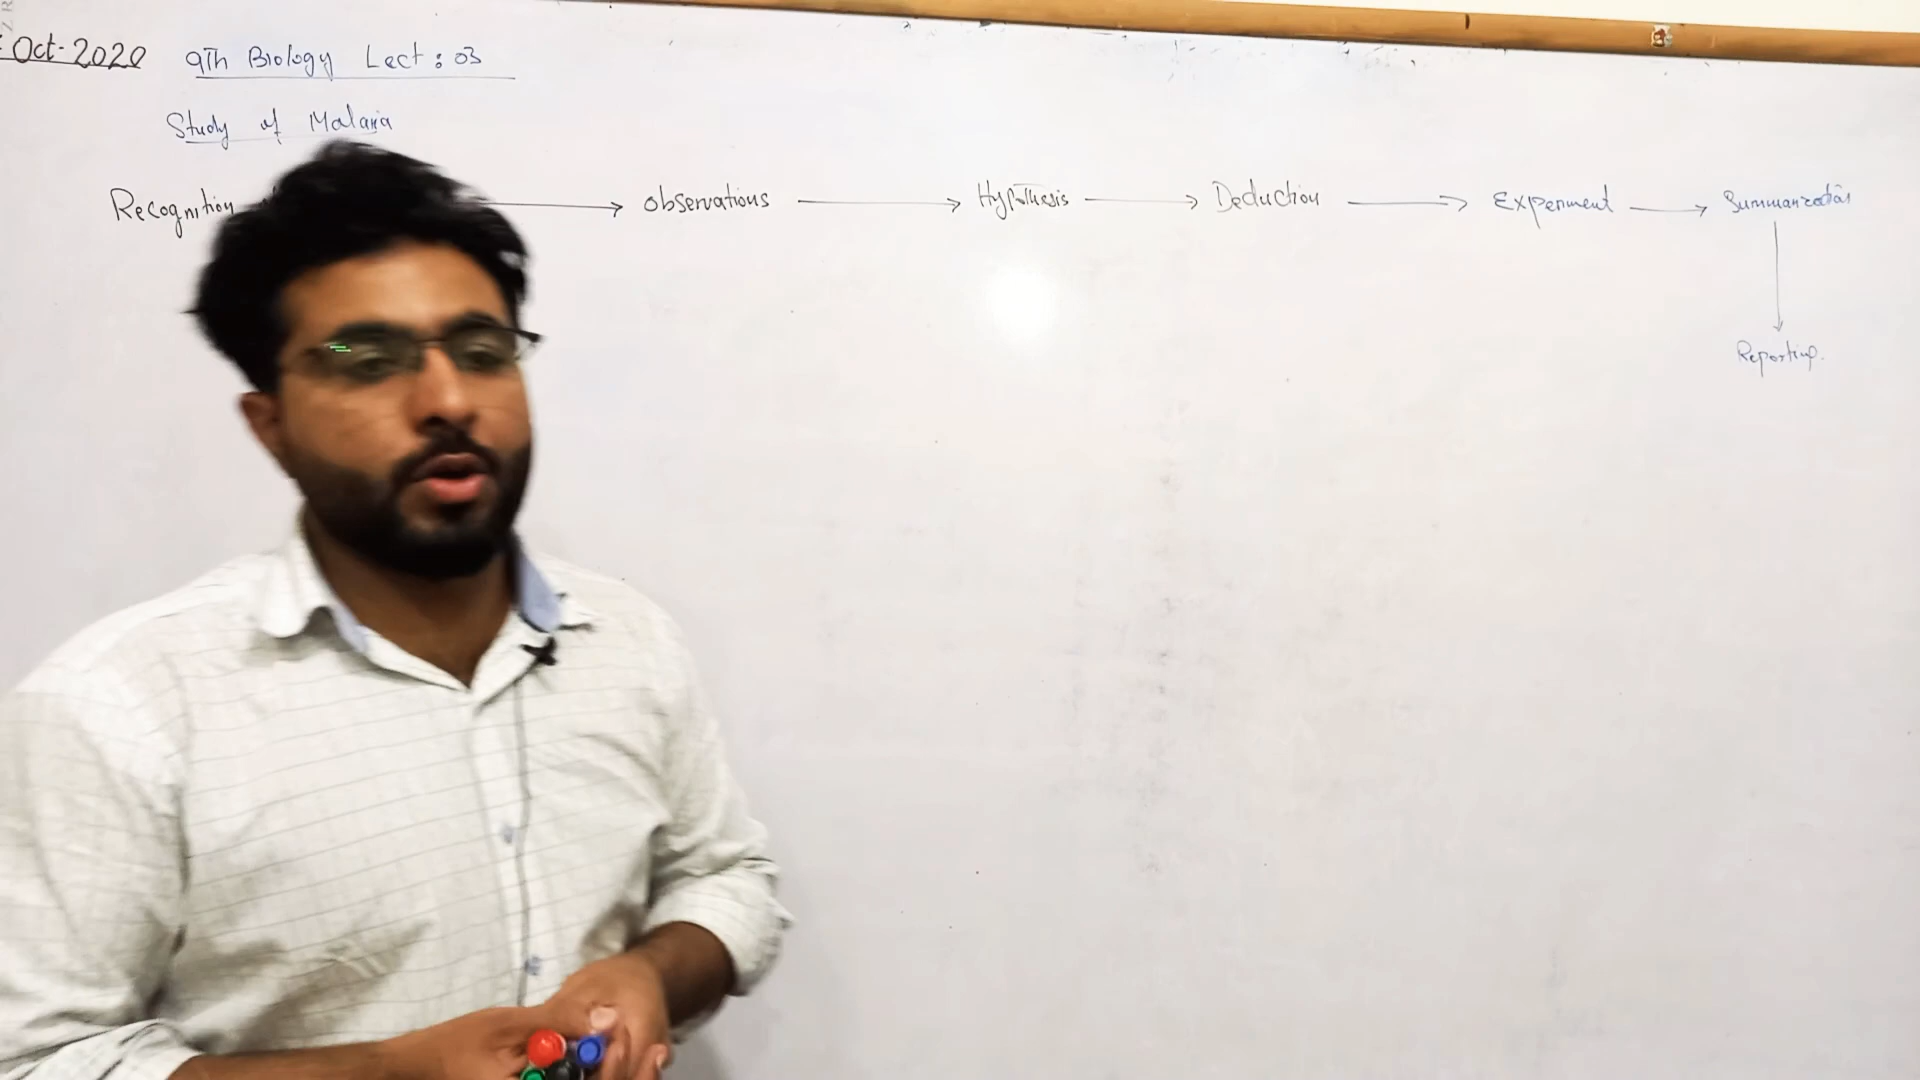 Oct-2020 9Th Biology Lect: 03
Study of Malaria
Recognition → observations → Hypothesis → Deduction → Experiment → Summarization
Reporting.